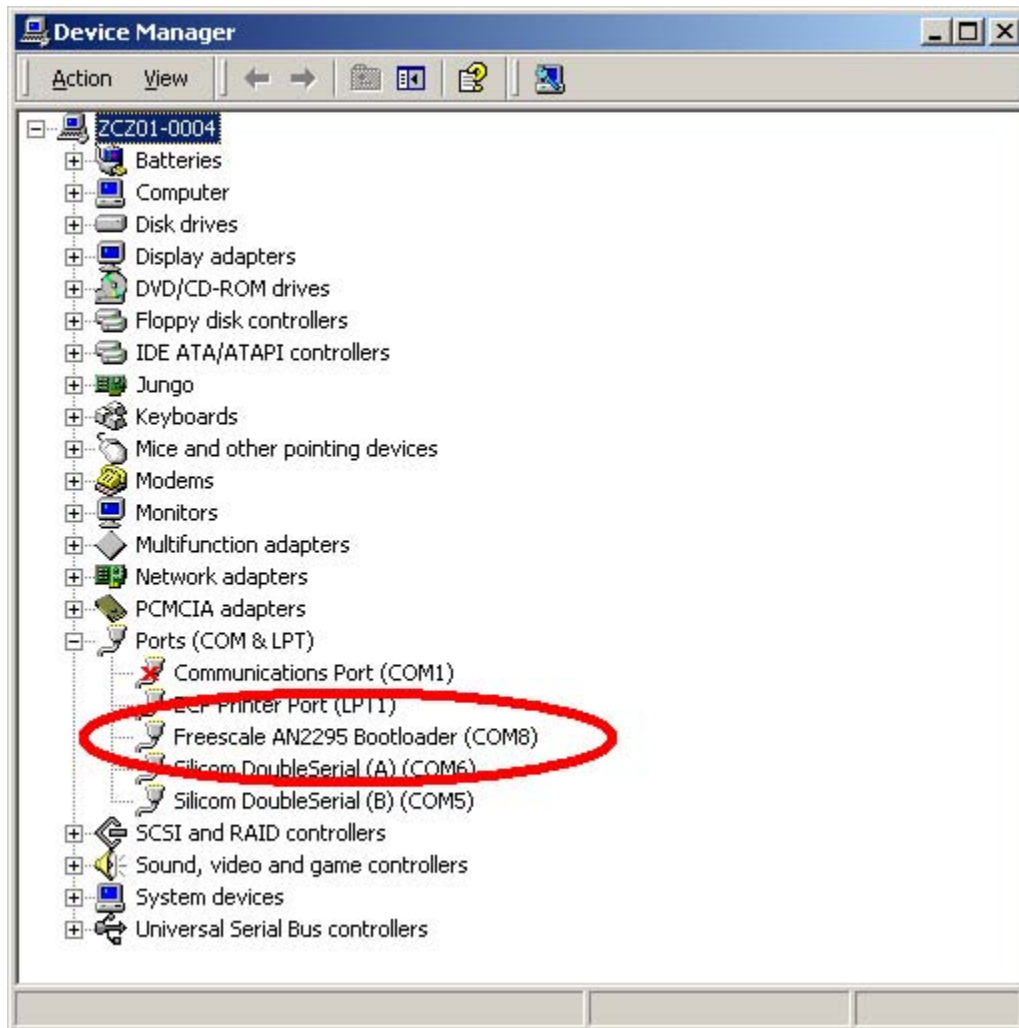 Device Manager
Action View
ZCZ01-0004
Batteries
Computer
Disk drives
Display adapters
DVD/CD-ROM drives
Floppy disk controllers
IDE ATA/ATAPI controllers
Jungo
Keyboards
Mice and other pointing devices
Modems
Monitors
Multifunction adapters
Network adapters
PCMCIA adapters
Ports (COM & LPT)
Communications Port (COM1)
ECP Printer Port (LPT1)
Freescale AN2295 Bootloader (COM8)
Silicom DoubleSerial (A) (COM6)
Silicom DoubleSerial (B) (COM5)
SCSI and RAID controllers
Sound, video and game controllers
System devices
Universal Serial Bus controllers